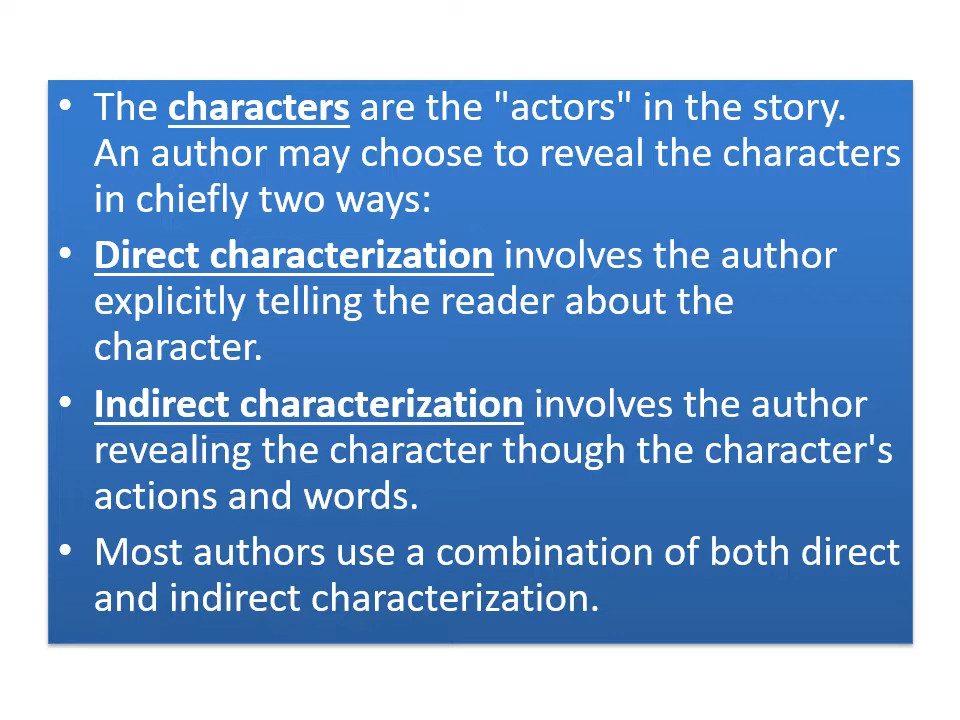 • The characters are the "actors" in the story.
An author may choose to reveal the characters
in chiefly two ways:
• Direct characterization involves the author
explicitly telling the reader about the
character.
• Indirect characterization involves the author
revealing the character though the character's
actions and words.
• Most authors use a combination of both direct
and indirect characterization.